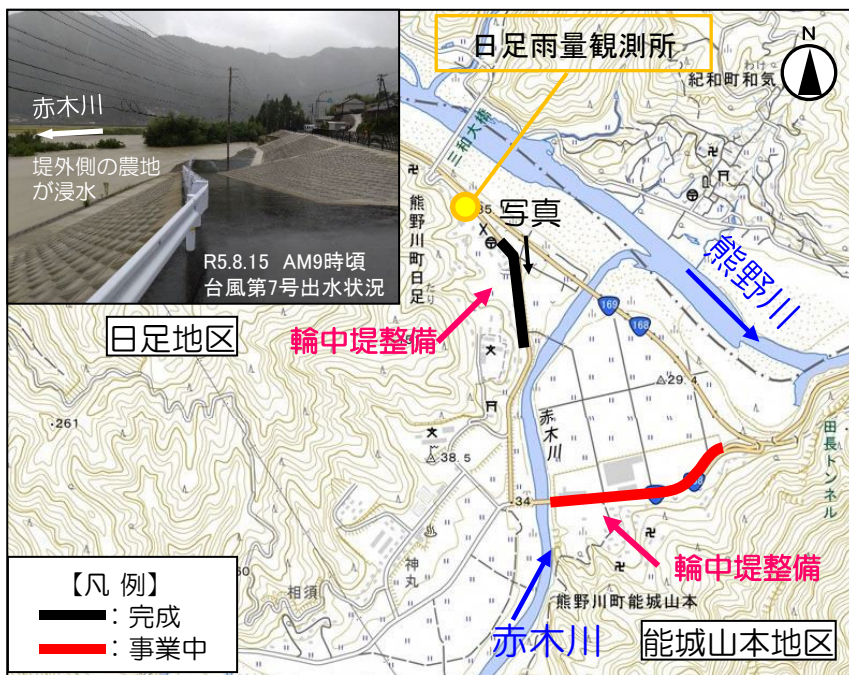 日足雨量観測所
N
紀和町和気
わけ
三和大橋
赤木川
堤外側の農地
が浸水
R5.8.15 AM9時頃
台風第7号出水状況
35
写真
熊野川町日足
たり
熊野川
日足地区
輪中堤整備
169
168
29.4
赤木川
261
38.5
田長トンネル
34
神丸
相須
輪中堤整備
熊野川町能城山本
赤木川
能城山本地区
【凡 例】
:完成
:事業中